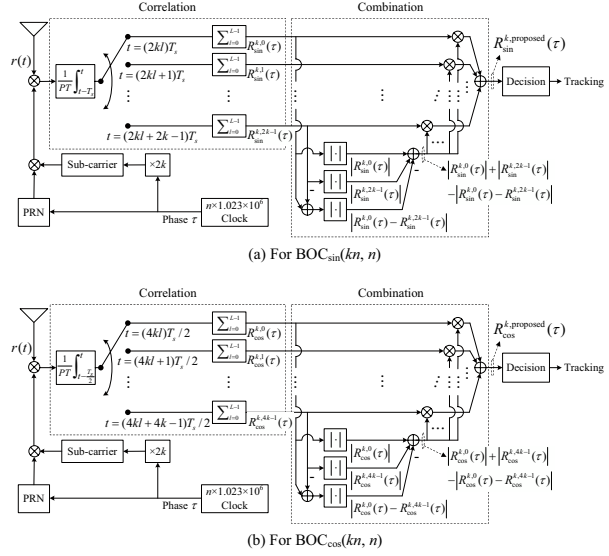 Correlation
Combination
r(t)
1/PT ∫_{t-T_s}^{t}
t=(2kl)T_s
∑_{l=0}^{L-1}
R_sin^{k,0}(τ)
t=(2kl+1)T_s
∑_{l=0}^{L-1}
R_sin^{k,1}(τ)
t=(2kl+2k-1)T_s
∑_{l=0}^{L-1}
R_sin^{k,2k-1}(τ)
R_sin^{k,proposed}(τ)
Decision
Tracking
Sub-carrier
×2k
PRN
Phase τ
n×1.023×10^6
Clock
|·|
|R_sin^{k,0}(τ)|
|·|
|R_sin^{k,2k-1}(τ)|
|·|
|R_sin^{k,0}(τ) - R_sin^{k,2k-1}(τ)|
-
-
...
|R_sin^{k,0}(τ)| + |R_sin^{k,2k-1}(τ)|
-|R_sin^{k,0}(τ) - R_sin^{k,2k-1}(τ)|
(a) For BOC_sin(kn, n)
Correlation
Combination
r(t)
1/PT ∫_{t-T_s/2}^{t}
t=(4kl)T_s/2
∑_{l=0}^{L-1}
R_cos^{k,0}(τ)
t=(4kl+1)T_s/2
∑_{l=0}^{L-1}
R_cos^{k,1}(τ)
t=(4kl+4k-1)T_s/2
∑_{l=0}^{L-1}
R_cos^{k,4k-1}(τ)
R_cos^{k,proposed}(τ)
Decision
Tracking
Sub-carrier
×2k
PRN
Phase τ
n×1.023×10^6
Clock
|·|
|R_cos^{k,0}(τ)|
|·|
|R_cos^{k,4k-1}(τ)|
|·|
|R_cos^{k,0}(τ) - R_cos^{k,4k-1}(τ)|
-
-
...
|R_cos^{k,0}(τ)| + |R_cos^{k,4k-1}(τ)|
-|R_cos^{k,0}(τ) - R_cos^{k,4k-1}(τ)|
(b) For BOC_cos(kn, n)